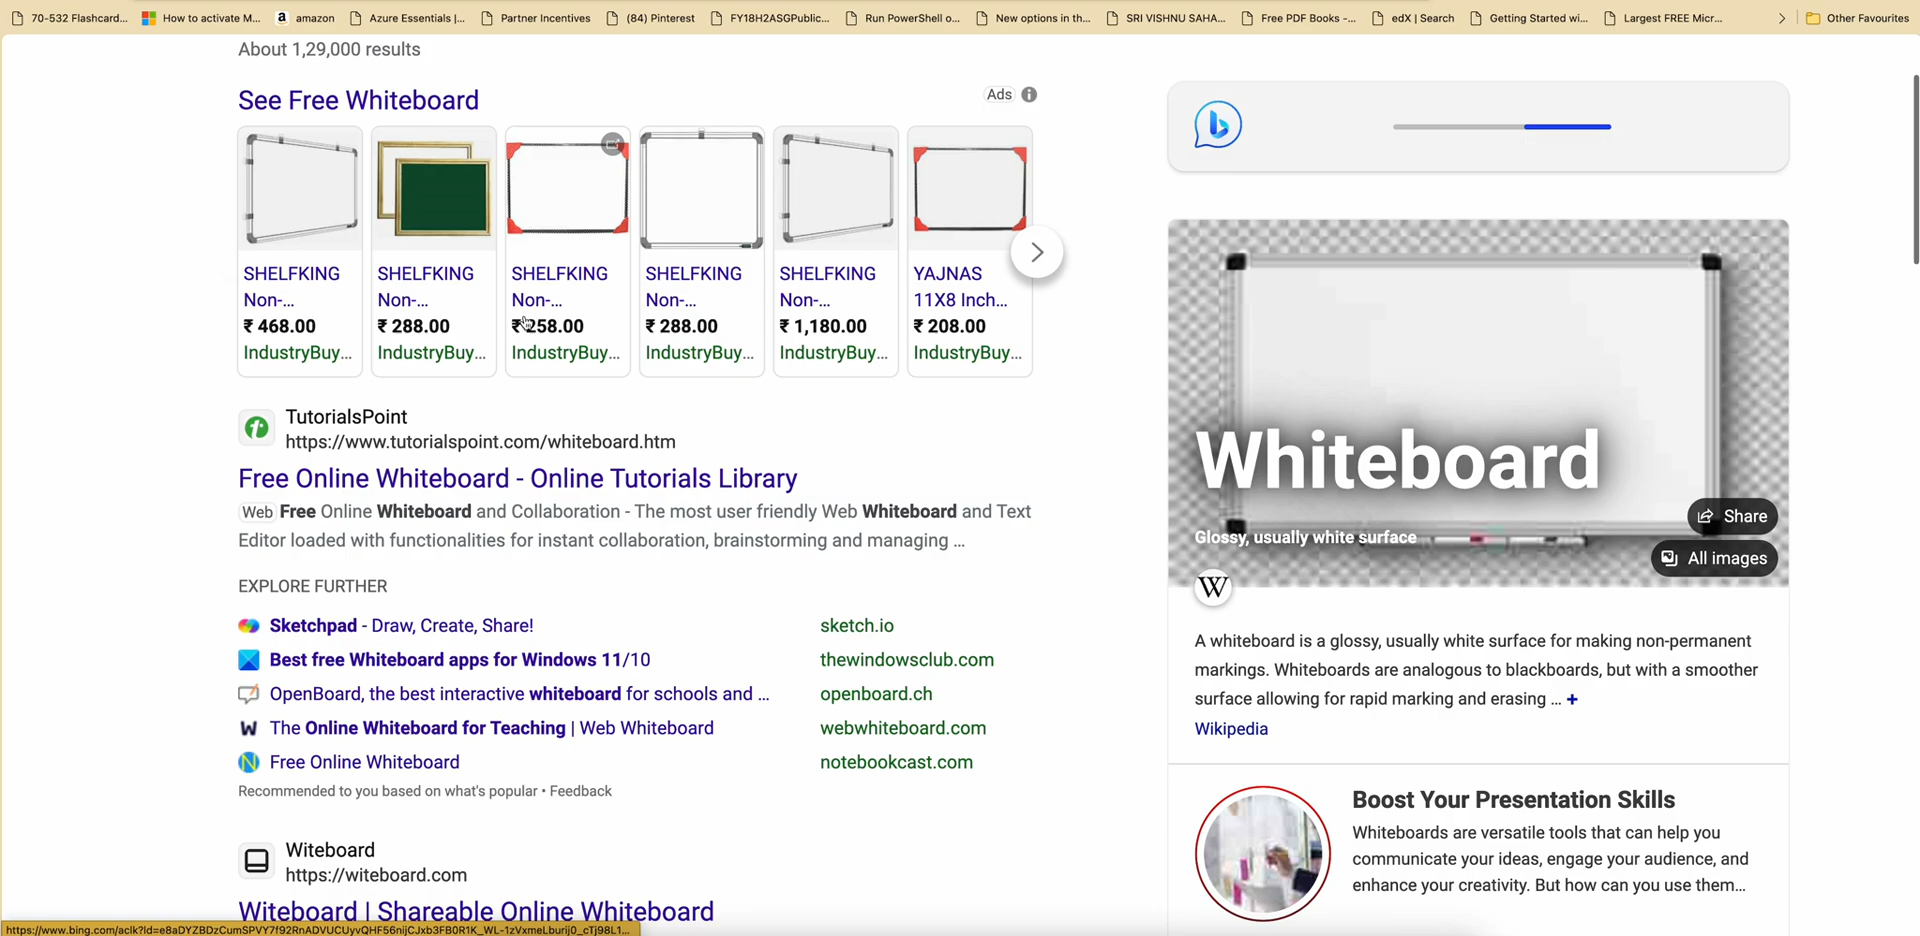 70-532 Flashcard...
How to activate M...
amazon
Azure Essentials |...
Partner Incentives
(84) Pinterest
FY18H2ASGPublic...
Run PowerShell o...
New options in th...
SRI VISHNU SAHA...
Free PDF Books -...
edX | Search
Getting Started wi...
Largest FREE Micr...
Other Favourites
About 1,29,000 results
See Free Whiteboard
Ads
SHELFKING
Non-...
₹ 468.00
IndustryBuy...
SHELFKING
Non-...
₹ 288.00
IndustryBuy...
SHELFKING
Non-...
₹ 258.00
IndustryBuy...
SHELFKING
Non-...
₹ 288.00
IndustryBuy...
SHELFKING
Non-...
₹ 1,180.00
IndustryBuy...
YAJNAS
11X8 Inch...
₹ 208.00
IndustryBuy...
TutorialsPoint
https://www.tutorialspoint.com/whiteboard.htm
Free Online Whiteboard - Online Tutorials Library
Web Free Online Whiteboard and Collaboration - The most user friendly Web Whiteboard and Text
Editor loaded with functionalities for instant collaboration, brainstorming and managing ...
EXPLORE FURTHER
Sketchpad - Draw, Create, Share! sketch.io
Best free Whiteboard apps for Windows 11/10 thewindowsclub.com
OpenBoard, the best interactive whiteboard for schools and ... openboard.ch
The Online Whiteboard for Teaching | Web Whiteboard webwhiteboard.com
Free Online Whiteboard notebookcast.com
Recommended to you based on what's popular • Feedback
Witeboard
https://witeboard.com
Witeboard | Shareable Online Whiteboard
Whiteboard
Share
Glossy, usually white surface
All images
W
A whiteboard is a glossy, usually white surface for making non-permanent
markings. Whiteboards are analogous to blackboards, but with a smoother
surface allowing for rapid marking and erasing ... +
Wikipedia
Boost Your Presentation Skills
Whiteboards are versatile tools that can help you
communicate your ideas, engage your audience, and
enhance your creativity. But how can you use them...